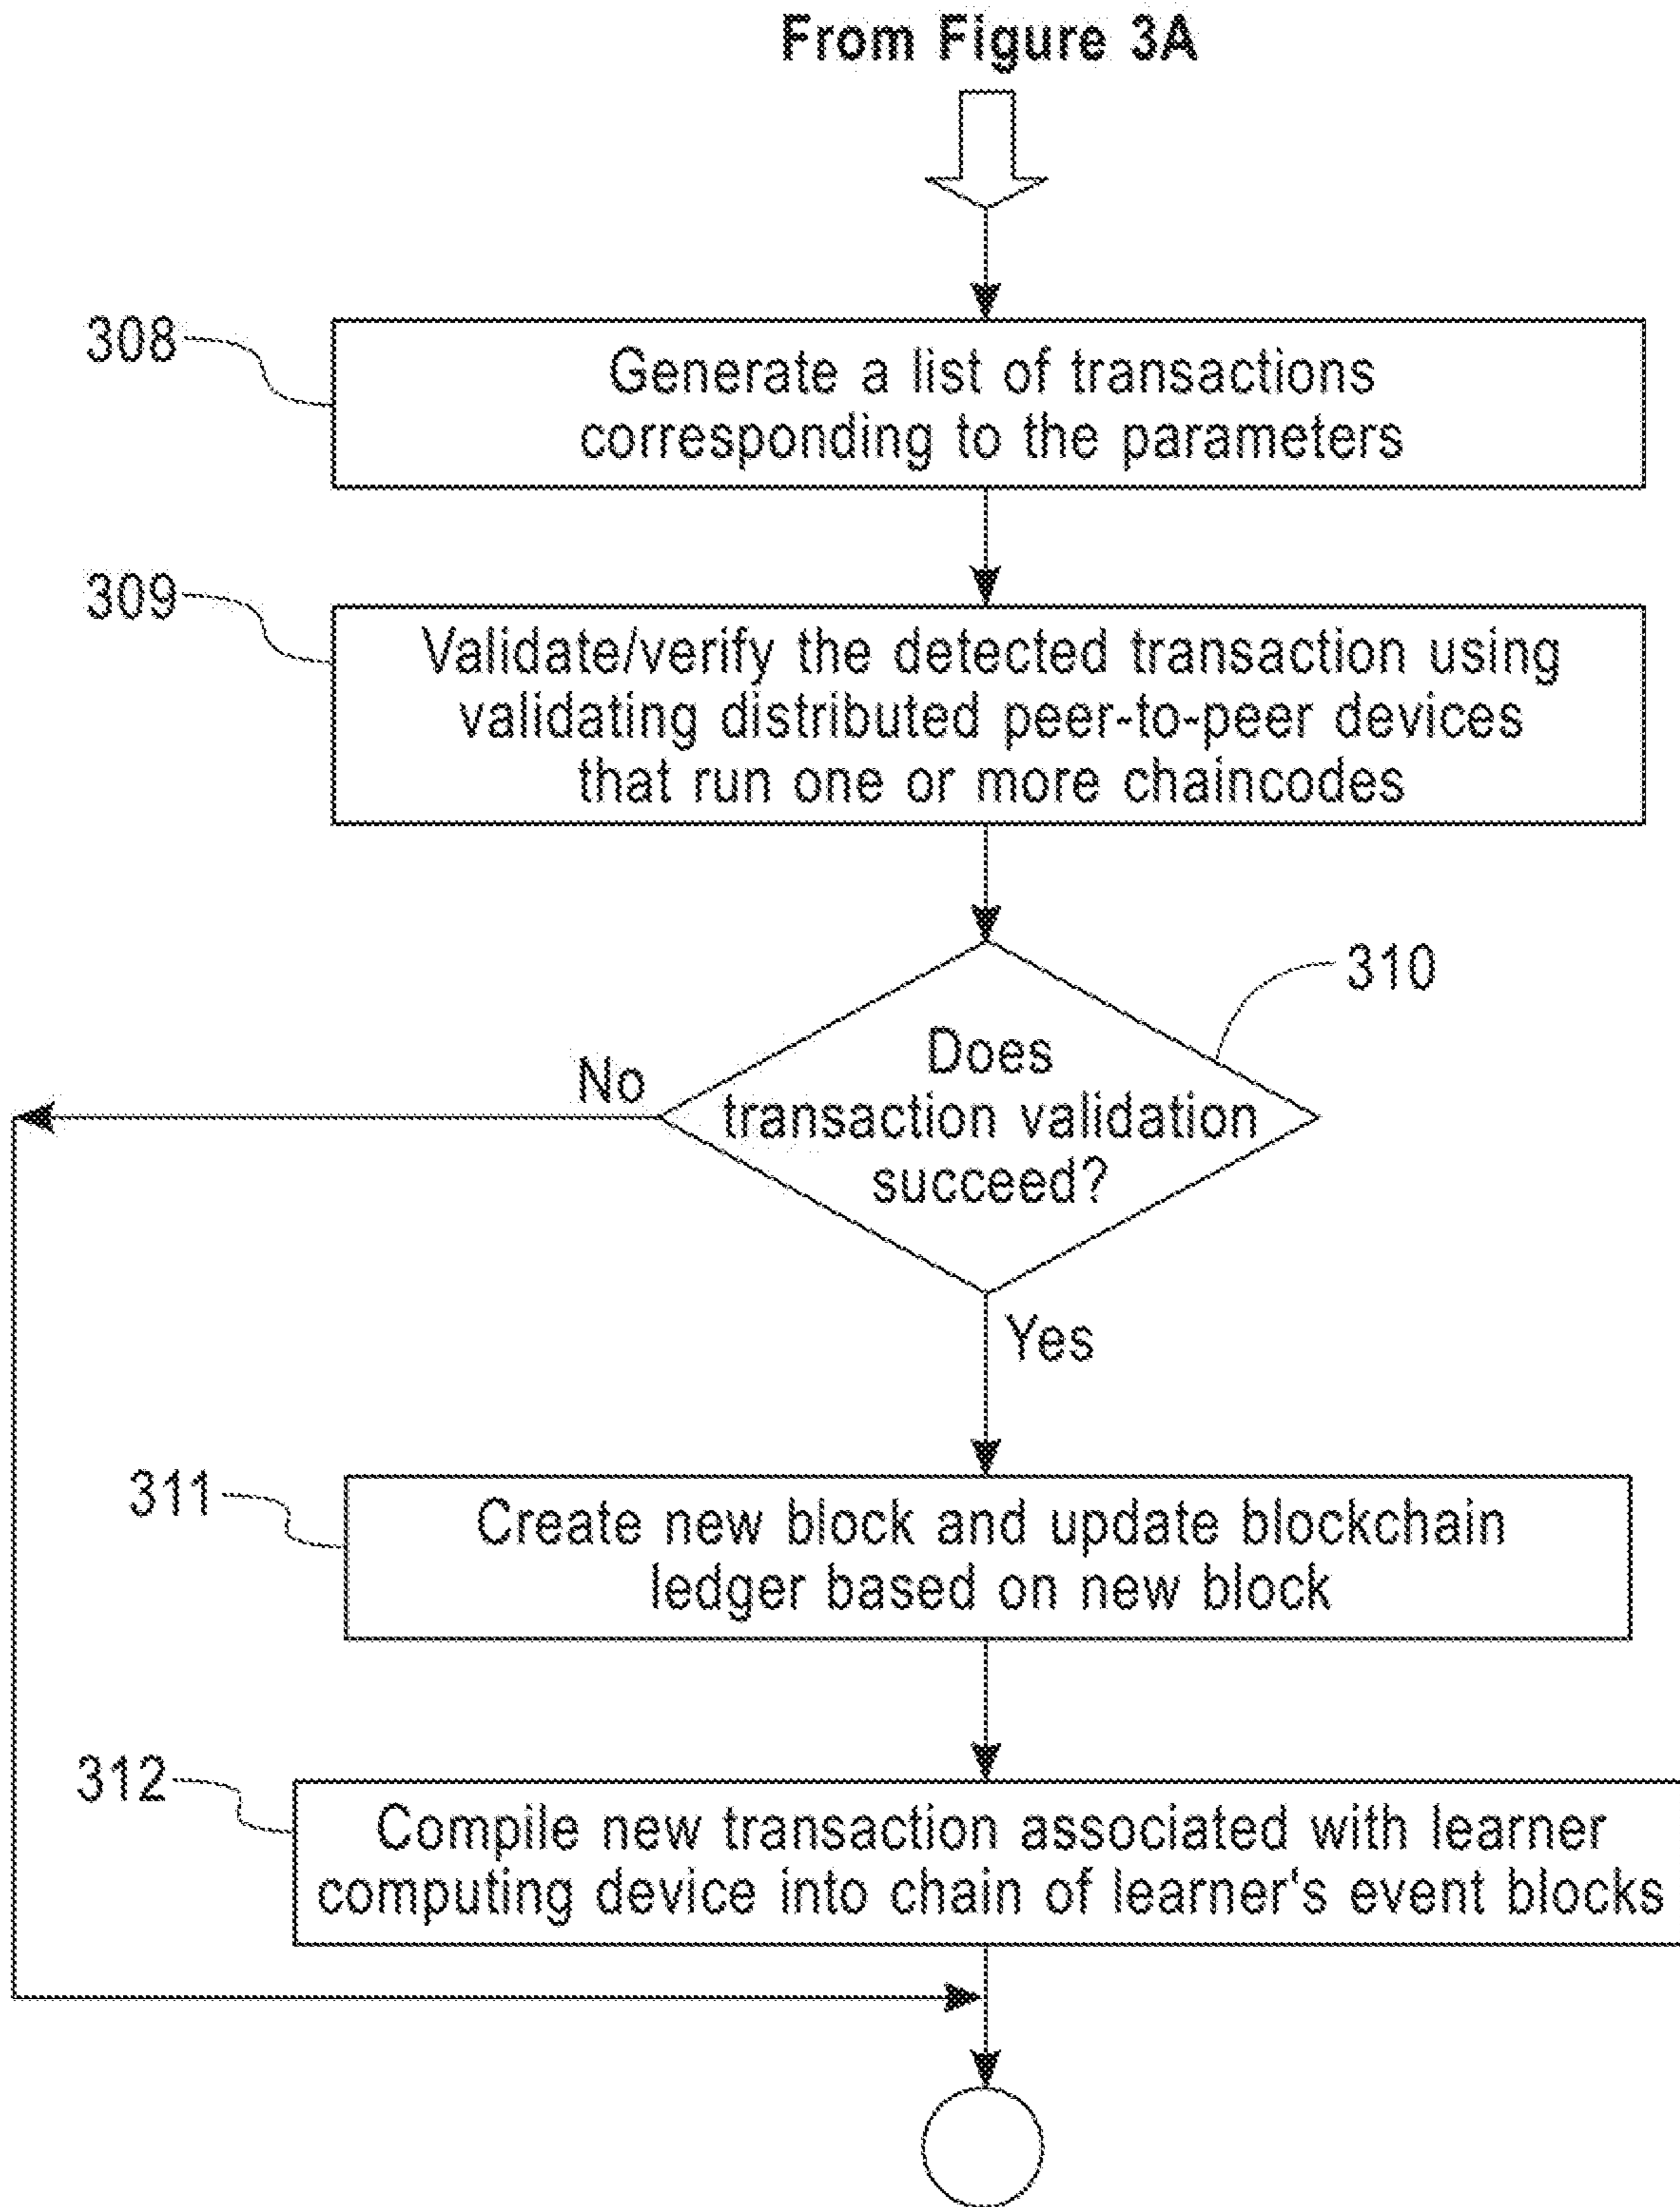 From Figure 3A
308
Generate a list of transactions
corresponding to the parameters
309
Validate/verify the detected transaction using
validating distributed peer-to-peer devices
that run one or more chaincodes
310
Does
transaction validation
succeed?
No
Yes
311
Create new block and update blockchain
ledger based on new block
312
Compile new transaction associated with learner
computing device into chain of learner's event blocks